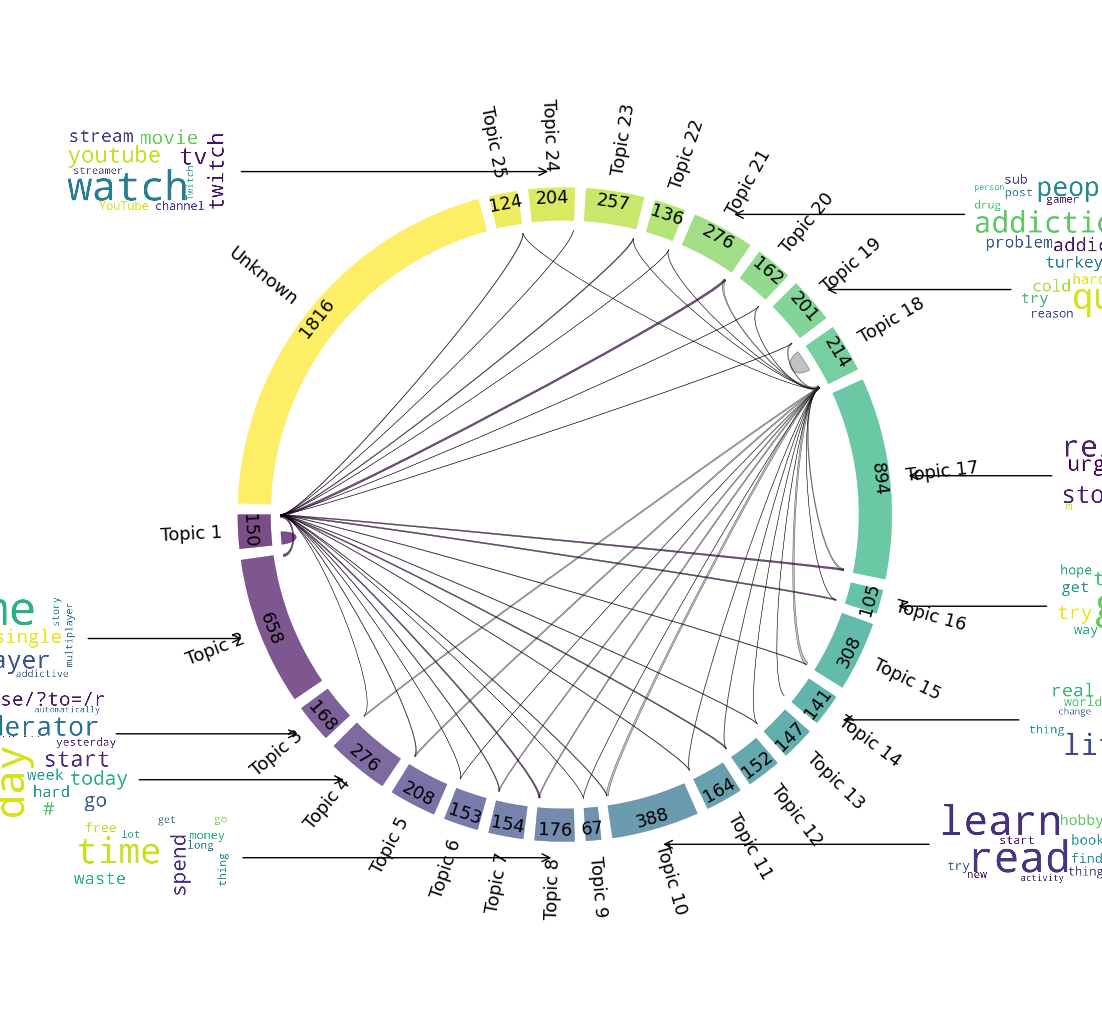 stream movie
youtube tv
streamer
watch
Twitch
twitch
YouTube channel
Topic 25
Topic 24
Topic 23
Topic 22
Topic 21
Topic 20
Topic 19
Topic 18
Topic 17
Topic 16
Topic 15
Topic 14
Topic 13
Topic 12
Topic 11
Topic 10
Topic 9
Topic 8
Topic 7
Topic 6
Topic 5
Topic 4
Topic 3
Topic 2
Topic 1
Unknown
124
204
257
136
276
162
201
214
894
105
308
141
147
152
164
388
67
176
154
153
208
276
168
658
150
1816
person sub
post peop
gamer
drug
addictio
problem addic
turkey
hard
cold
try qu
reason
re
urg
sto
m
hope
get t
try
way
real
world
change
thing
lif
learn hobby
start book
read find
try
new thing
activity
me story
single multiplayer
ayer
addictive
se/?to=/r
automatically
derator
yesterday
day start
week today
hard
go
#
free get go
lot money
time long
spend
waste thing